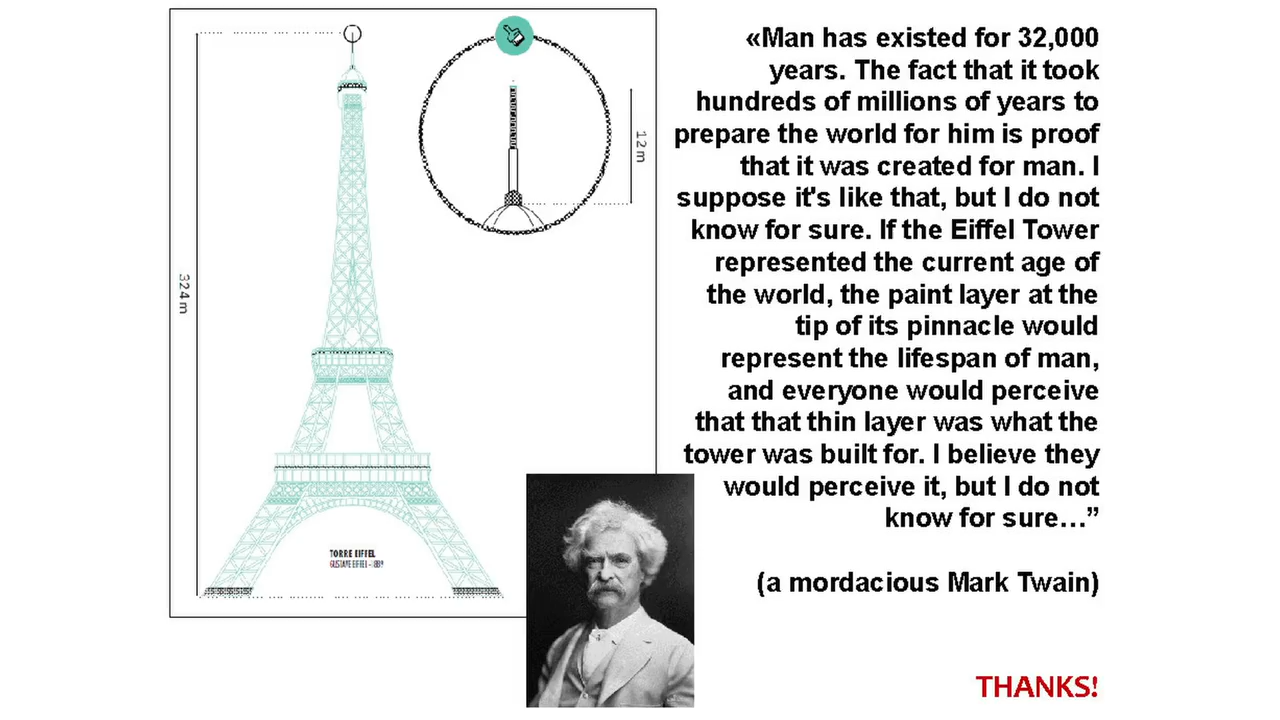 324 m
12 m
TORRE EIFFEL
GUSTAVE EIFFEL - 1889
«Man has existed for 32,000
years. The fact that it took
hundreds of millions of years to
prepare the world for him is proof
that it was created for man. I
suppose it's like that, but I do not
know for sure. If the Eiffel Tower
represented the current age of
the world, the paint layer at the
tip of its pinnacle would
represent the lifespan of man,
and everyone would perceive
that that thin layer was what the
tower was built for. I believe they
would perceive it, but I do not
know for sure…”
(a mordacious Mark Twain)
THANKS!